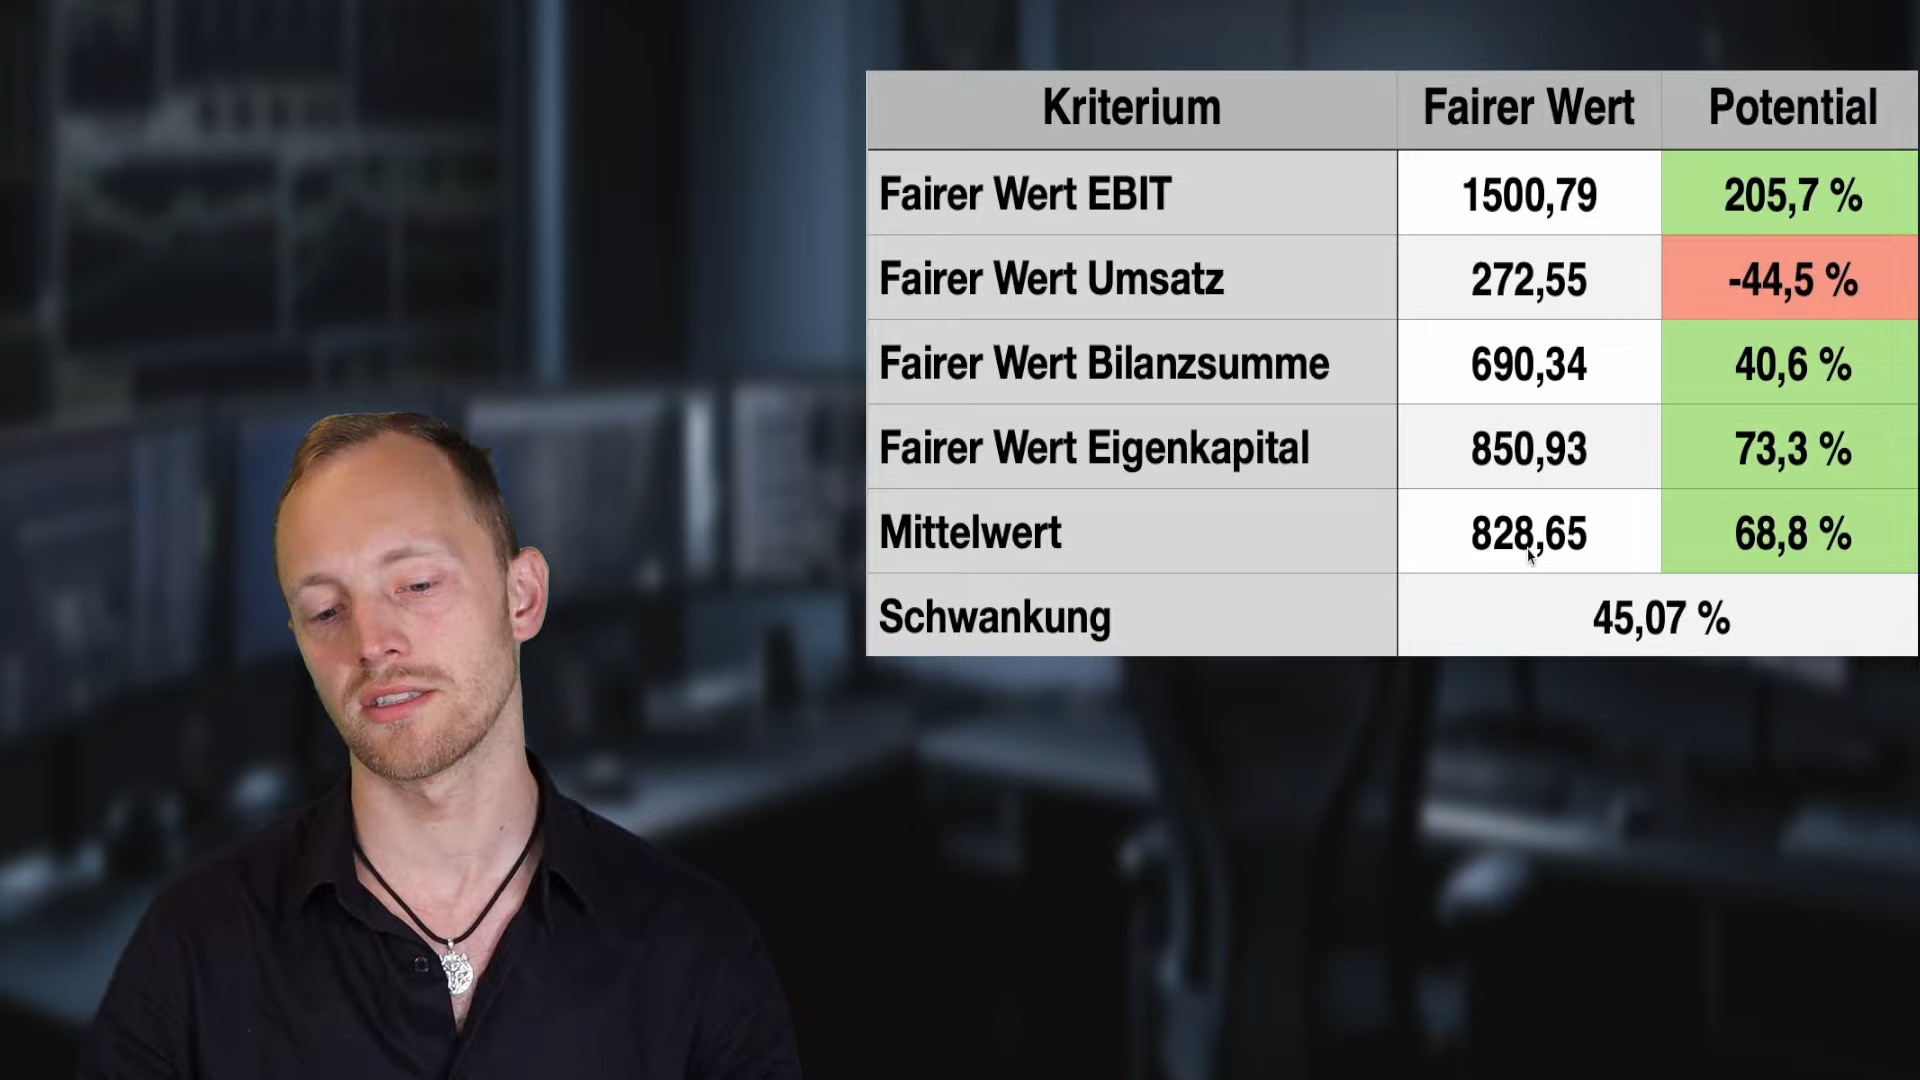 Kriterium Fairer Wert Potential
Fairer Wert EBIT 1500,79 205,7 %
Fairer Wert Umsatz 272,55 -44,5 %
Fairer Wert Bilanzsumme 690,34 40,6 %
Fairer Wert Eigenkapital 850,93 73,3 %
Mittelwert 828,65 68,8 %
Schwankung 45,07 %